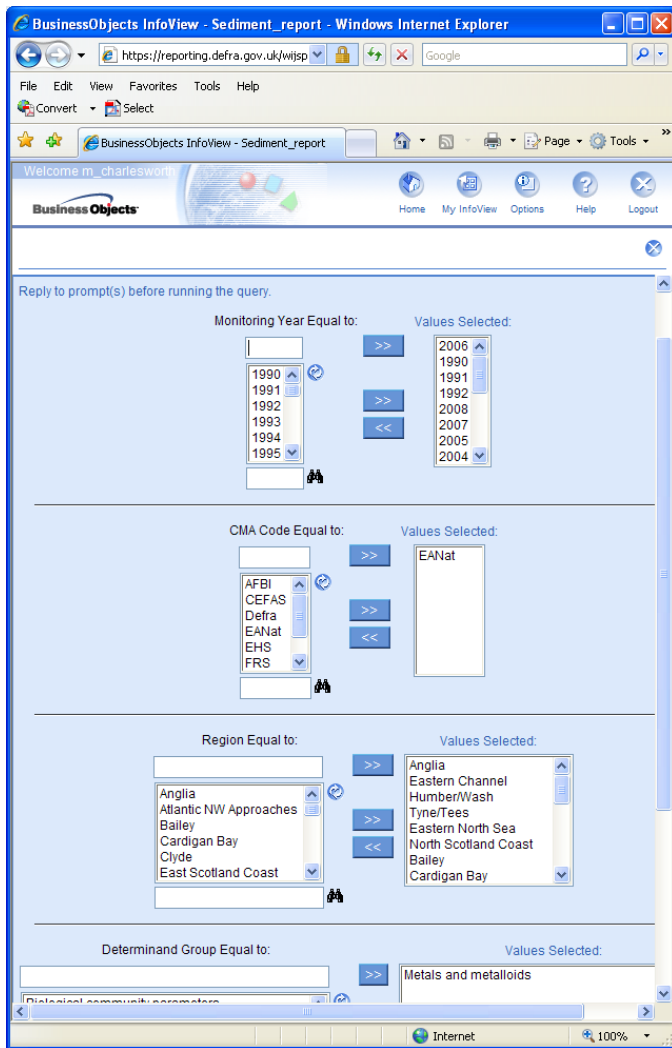 BusinessObjects InfoView - Sediment_report - Windows Internet Explorer
https://reporting.defra.gov.uk/wijsp
Google
File Edit View Favorites Tools Help
Convert Select
BusinessObjects InfoView - Sediment_report
Page Tools
Welcome m_charlesworth
Business Objects
Home My InfoView Options Help Logout
Reply to prompt(s) before running the query.
Monitoring Year Equal to: Values Selected:
>>
1990
1991
1992
1993
1994
1995
>>
<<
2006
1990
1991
1992
2008
2007
2005
2004
CMA Code Equal to: Values Selected:
>>
AFBI
CEFAS
Defra
EANat
EHS
FRS
>>
<<
EANat
Region Equal to: Values Selected:
>>
Anglia
Atlantic NW Approaches
Bailey
Cardigan Bay
Clyde
East Scotland Coast
>>
<<
Anglia
Eastern Channel
Humber/Wash
Tyne/Tees
Eastern North Sea
North Scotland Coast
Bailey
Cardigan Bay
Determinand Group Equal to: Values Selected:
>>
Metals and metalloids
Biological community parameters
Internet 100%